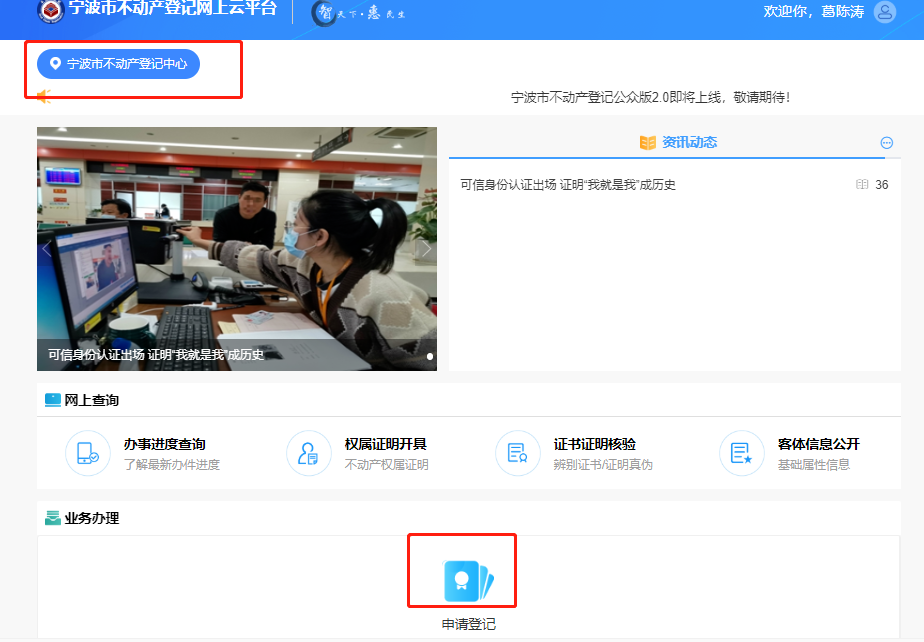 宁波市不动产登记网上云平台
智天下·惠民生
欢迎你，葛陈涛
宁波市不动产登记中心
宁波市不动产登记公众版2.0即将上线，敬请期待！
资讯动态
可信身份认证出场 证明“我就是我”成历史 36
可信身份认证出场 证明“我就是我”成历史
网上查询
办事进度查询
了解最新办件进度
权属证明开具
不动产权属证明
证书证明核验
辨别证书/证明真伪
客体信息公开
基础属性信息
业务办理
申请登记